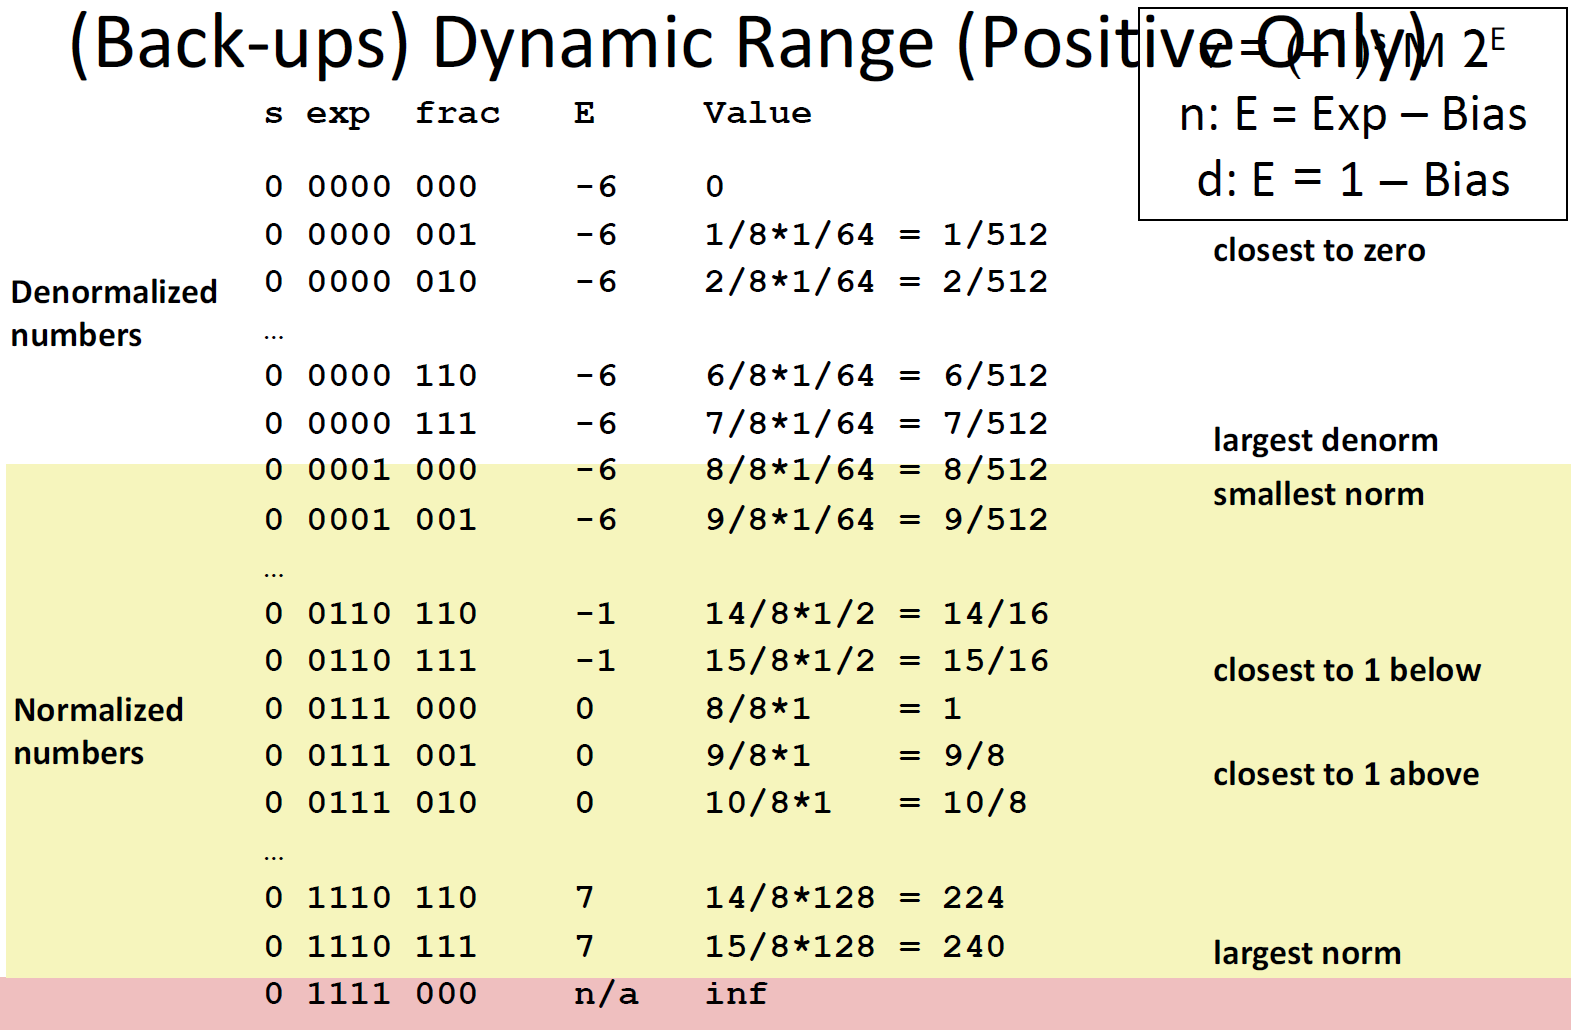 (Back-ups) Dynamic Range (Positive Only)
v = (–1)s M 2E
n: E = Exp – Bias
d: E = 1 – Bias
s exp frac E Value
0 0000 000 -6 0
0 0000 001 -6 1/8*1/64 = 1/512
closest to zero
0 0000 010 -6 2/8*1/64 = 2/512
Denormalized
numbers
…
0 0000 110 -6 6/8*1/64 = 6/512
0 0000 111 -6 7/8*1/64 = 7/512
largest denorm
0 0001 000 -6 8/8*1/64 = 8/512
smallest norm
0 0001 001 -6 9/8*1/64 = 9/512
…
0 0110 110 -1 14/8*1/2 = 14/16
0 0110 111 -1 15/8*1/2 = 15/16
closest to 1 below
Normalized
numbers
0 0111 000 0 8/8*1 = 1
0 0111 001 0 9/8*1 = 9/8
closest to 1 above
0 0111 010 0 10/8*1 = 10/8
…
0 1110 110 7 14/8*128 = 224
0 1110 111 7 15/8*128 = 240
largest norm
0 1111 000 n/a inf